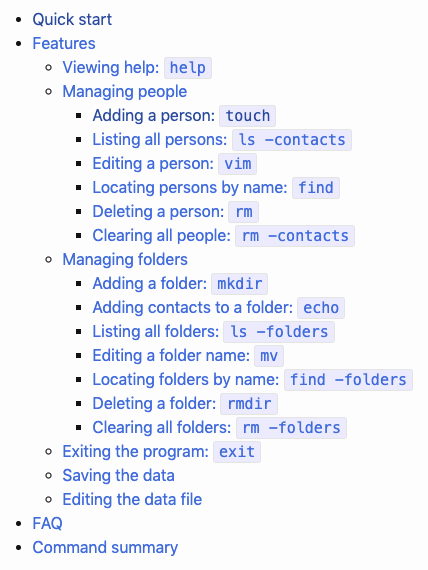 Quick start
Features
Viewing help: help
Managing people
Adding a person: touch
Listing all persons: ls -contacts
Editing a person: vim
Locating persons by name: find
Deleting a person: rm
Clearing all people: rm -contacts
Managing folders
Adding a folder: mkdir
Adding contacts to a folder: echo
Listing all folders: ls -folders
Editing a folder name: mv
Locating folders by name: find -folders
Deleting a folder: rmdir
Clearing all folders: rm -folders
Exiting the program: exit
Saving the data
Editing the data file
FAQ
Command summary